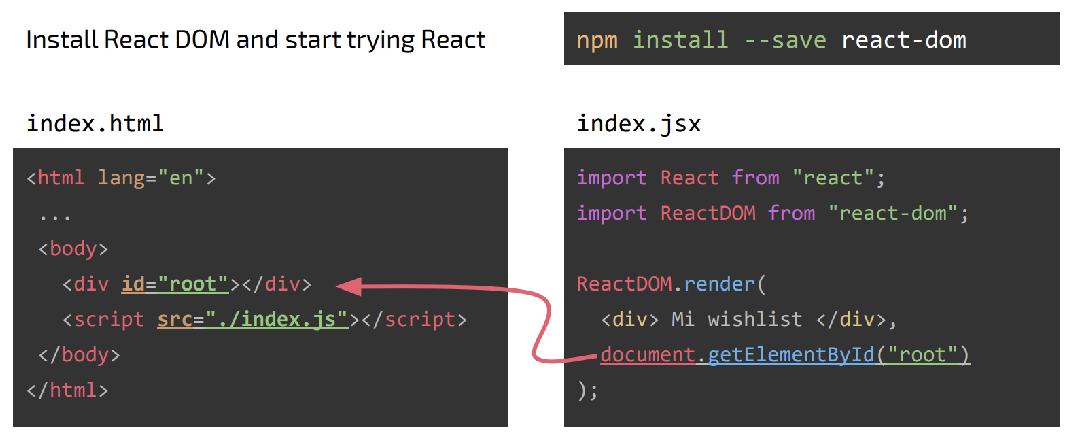 Install React DOM and start trying React
npm install --save react-dom
index.html
<html lang="en">
...
<body>
<div id="root"></div>
<script src="./index.js"></script>
</body>
</html>
index.jsx
import React from "react";
import ReactDOM from "react-dom";
ReactDOM.render(
<div> Mi wishlist </div>,
document.getElementById("root")
);